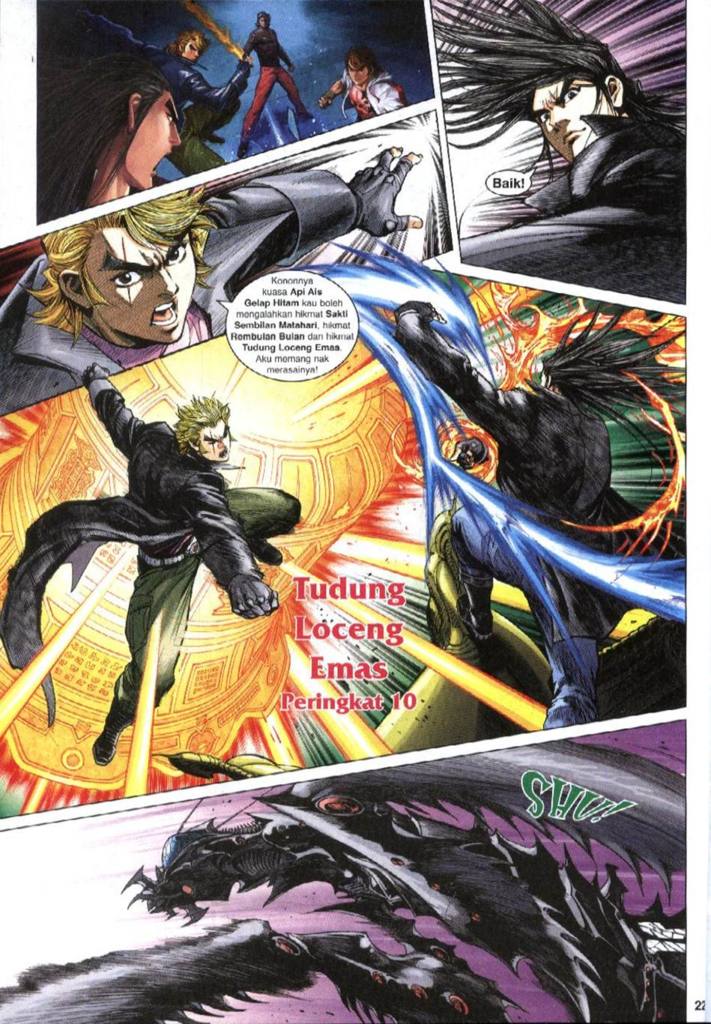 Baik!
Kononnya
kuasa Api Ais
Gelap Hitam kau boleh
mengalahkan hikmat Sakti
Sembilan Matahari, hikmat
Rembulan Bulan dan hikmat
Tudung Loceng Emas.
Aku memang nak
merasainya!
Tudung
Loceng
Emas
Peringkat 10
SHU!